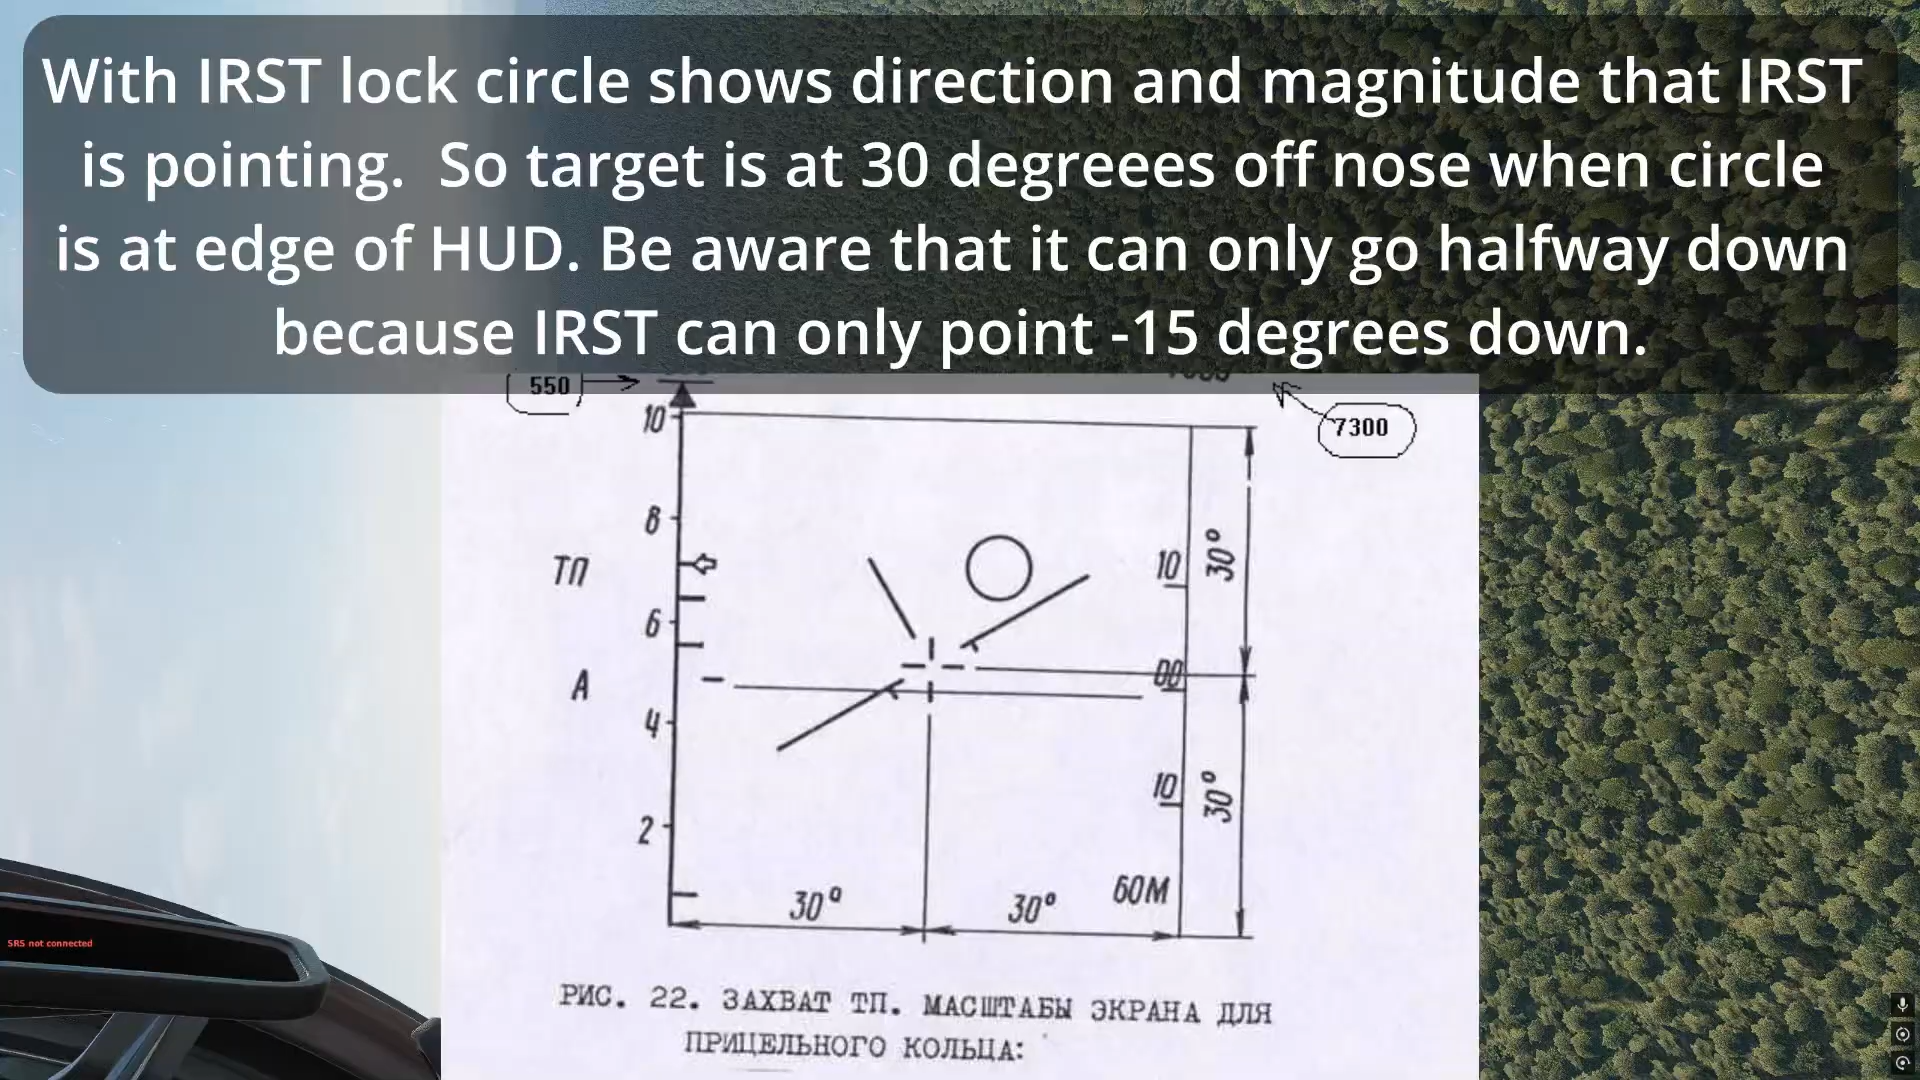 With IRST lock circle shows direction and magnitude that IRST
is pointing.  So target is at 30 degreees off nose when circle
is at edge of HUD. Be aware that it can only go halfway down
because IRST can only point -15 degrees down.
550
7300
10
8
ТП
10
30°
6
А
00
4
10
30°
2
30°
30°
60М
SRS not connected
РИС. 22. ЗАХВАТ ТП. МАСШТАБЫ ЭКРАНА ДЛЯ
ПРИЦЕЛЬНОГО КОЛЬЦА: